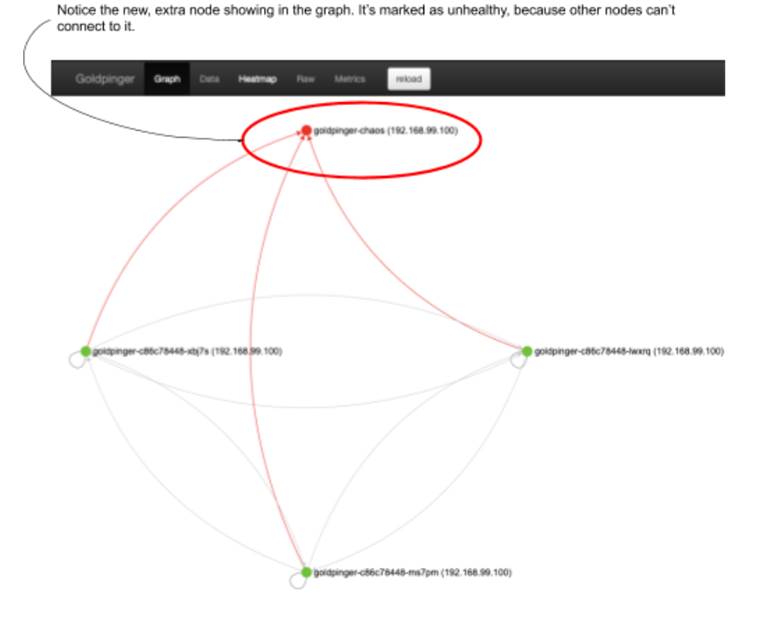 Notice the new, extra node showing in the graph. It’s marked as unhealthy, because other nodes can’t
connect to it.
Goldpinger Graph Data Heatmap Raw Metrics reload
goldpinger-chaos (192.168.99.100)
goldpinger-c86c78448-xbj7s (192.168.99.100)
goldpinger-c86c78448-lwxrq (192.168.99.100)
goldpinger-c86c78448-ms7pm (192.168.99.100)